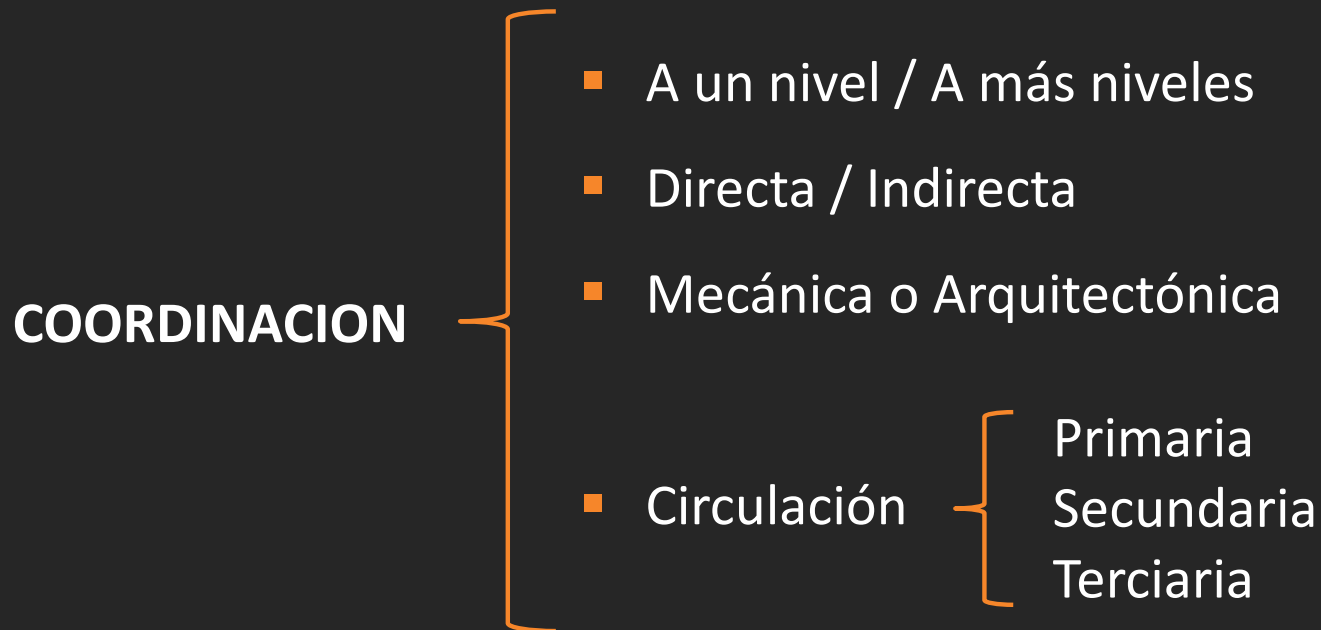 COORDINACION
A un nivel / A más niveles
Directa / Indirecta
Mecánica o Arquitectónica
Circulación
Primaria
Secundaria
Terciaria